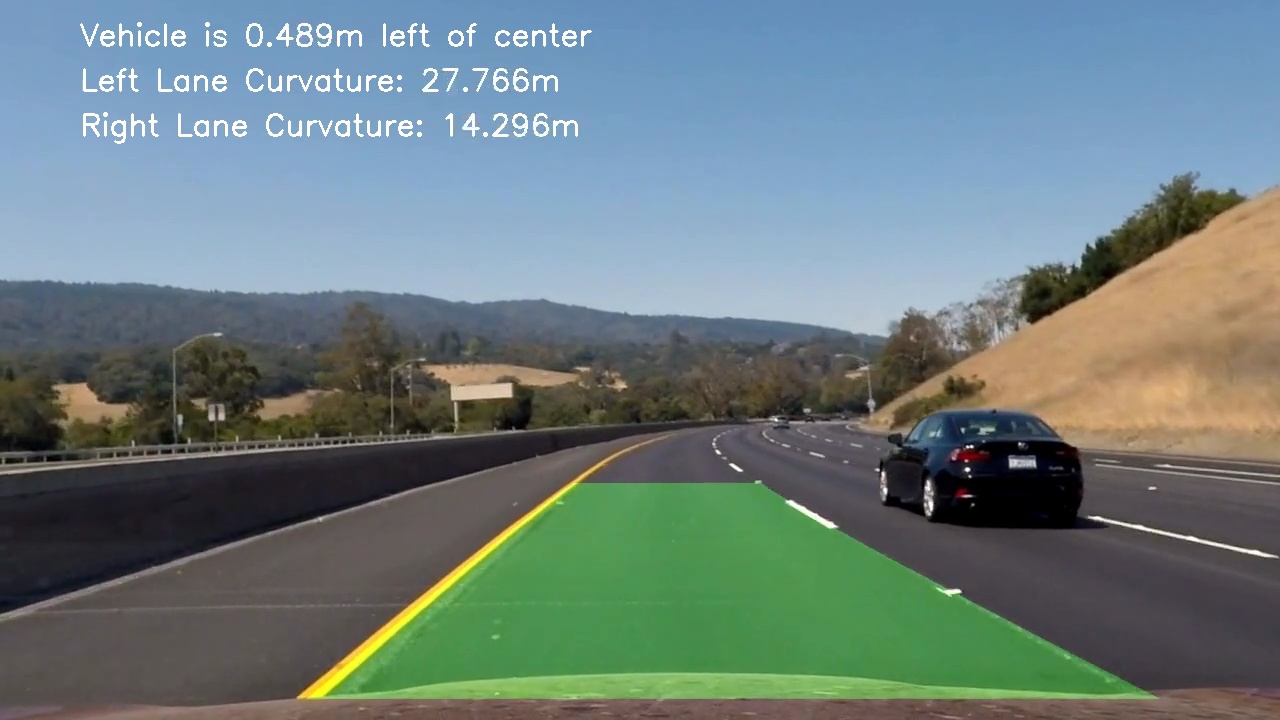 Vehicle is 0.489m left of center
Left Lane Curvature: 27.766m
Right Lane Curvature: 14.296m